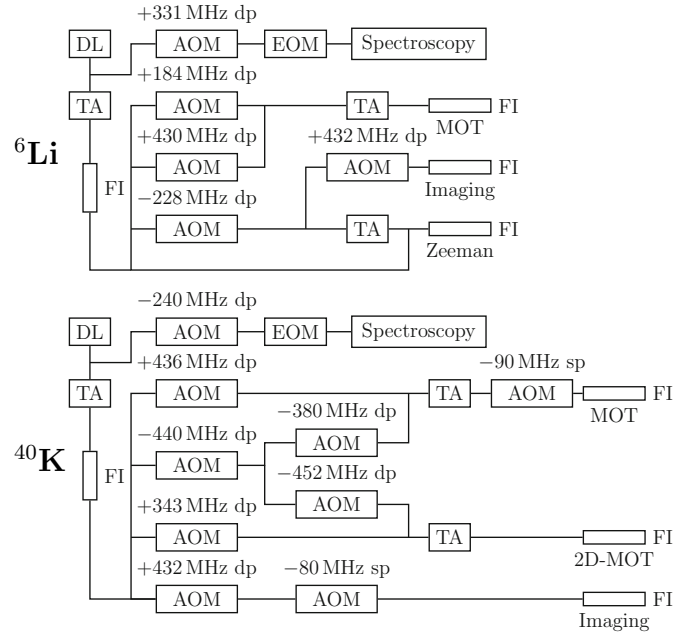 +331 MHz dp
DL AOM EOM Spectroscopy
+184 MHz dp
TA AOM TA FI
MOT
+430 MHz dp +432 MHz dp
⁶Li
FI AOM AOM FI
Imaging
−228 MHz dp
AOM TA FI
Zeeman
−240 MHz dp
DL AOM EOM Spectroscopy
+436 MHz dp −90 MHz sp
TA AOM TA AOM FI
MOT
−380 MHz dp
−440 MHz dp AOM
⁴⁰K
FI AOM
−452 MHz dp
AOM
+343 MHz dp
AOM TA FI
2D-MOT
+432 MHz dp −80 MHz sp
AOM AOM FI
Imaging